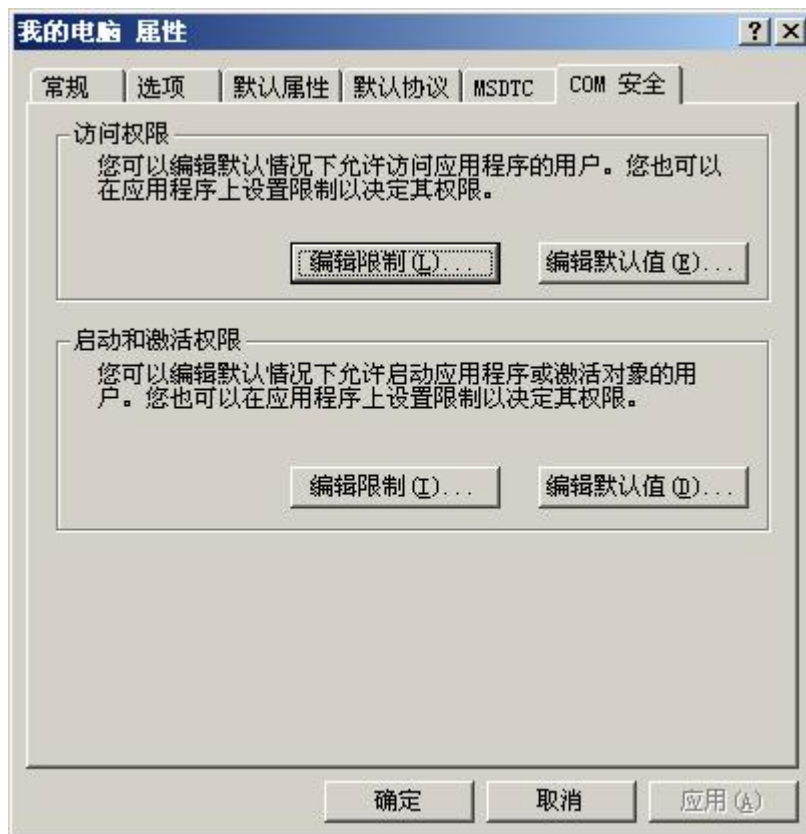 我的电脑 属性
常规 选项 默认属性 默认协议 MSDTC COM 安全
访问权限
您可以编辑默认情况下允许访问应用程序的用户。您也可以
在应用程序上设置限制以决定其权限。
编辑限制(L)... 编辑默认值(E)...
启动和激活权限
您可以编辑默认情况下允许启动应用程序或激活对象的用
户。您也可以在应用程序上设置限制以决定其权限。
编辑限制(I)... 编辑默认值(D)...
确定 取消 应用(A)